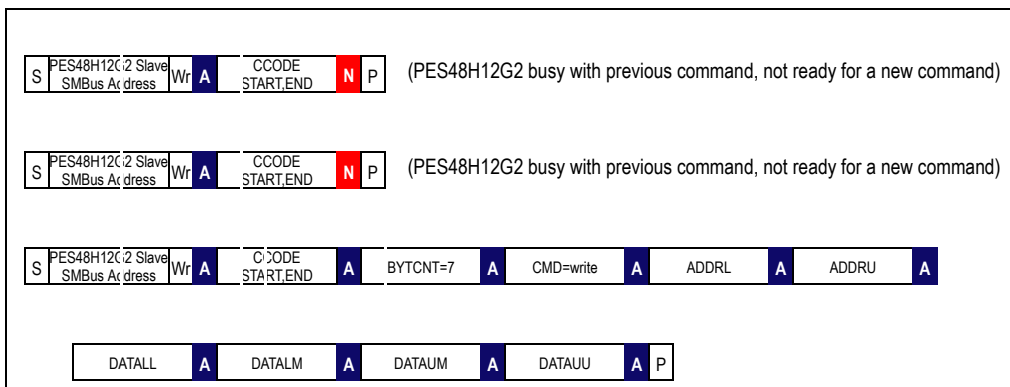 S PES48H12G2 Slave SMBus Address Wr A CCODE START,END N P (PES48H12G2 busy with previous command, not ready for a new command)
S PES48H12G2 Slave SMBus Address Wr A CCODE START,END N P (PES48H12G2 busy with previous command, not ready for a new command)
S PES48H12G2 Slave SMBus Address Wr A CCODE START,END A BYTCNT=7 A CMD=write A ADDRL A ADDRU A
DATALL A DATALM A DATAUM A DATAUU A P